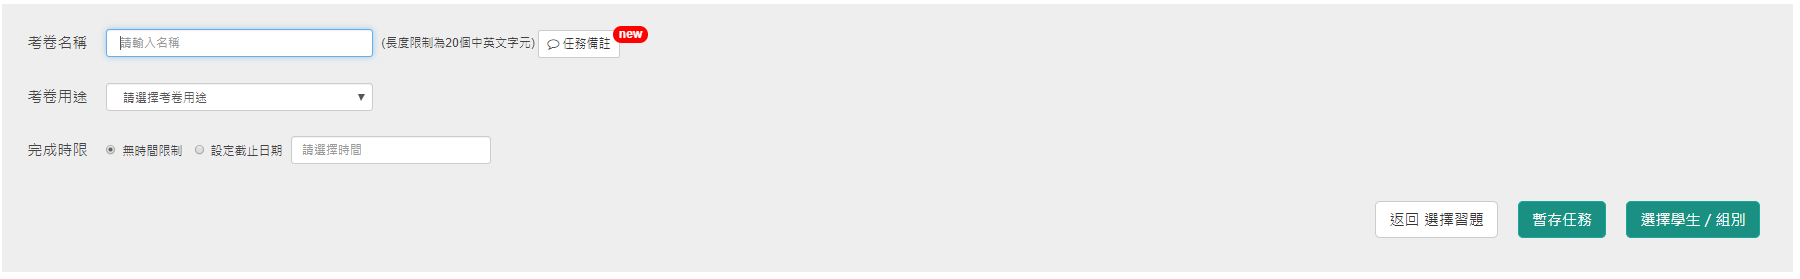 考卷名稱 請輸入名稱 (長度限制為20個中英文字元) 任務備註 new
考卷用途 請選擇考卷用途
完成時限 無時間限制 設定截止日期 請選擇時間
返回 選擇習題 暫存任務 選擇學生 / 組別